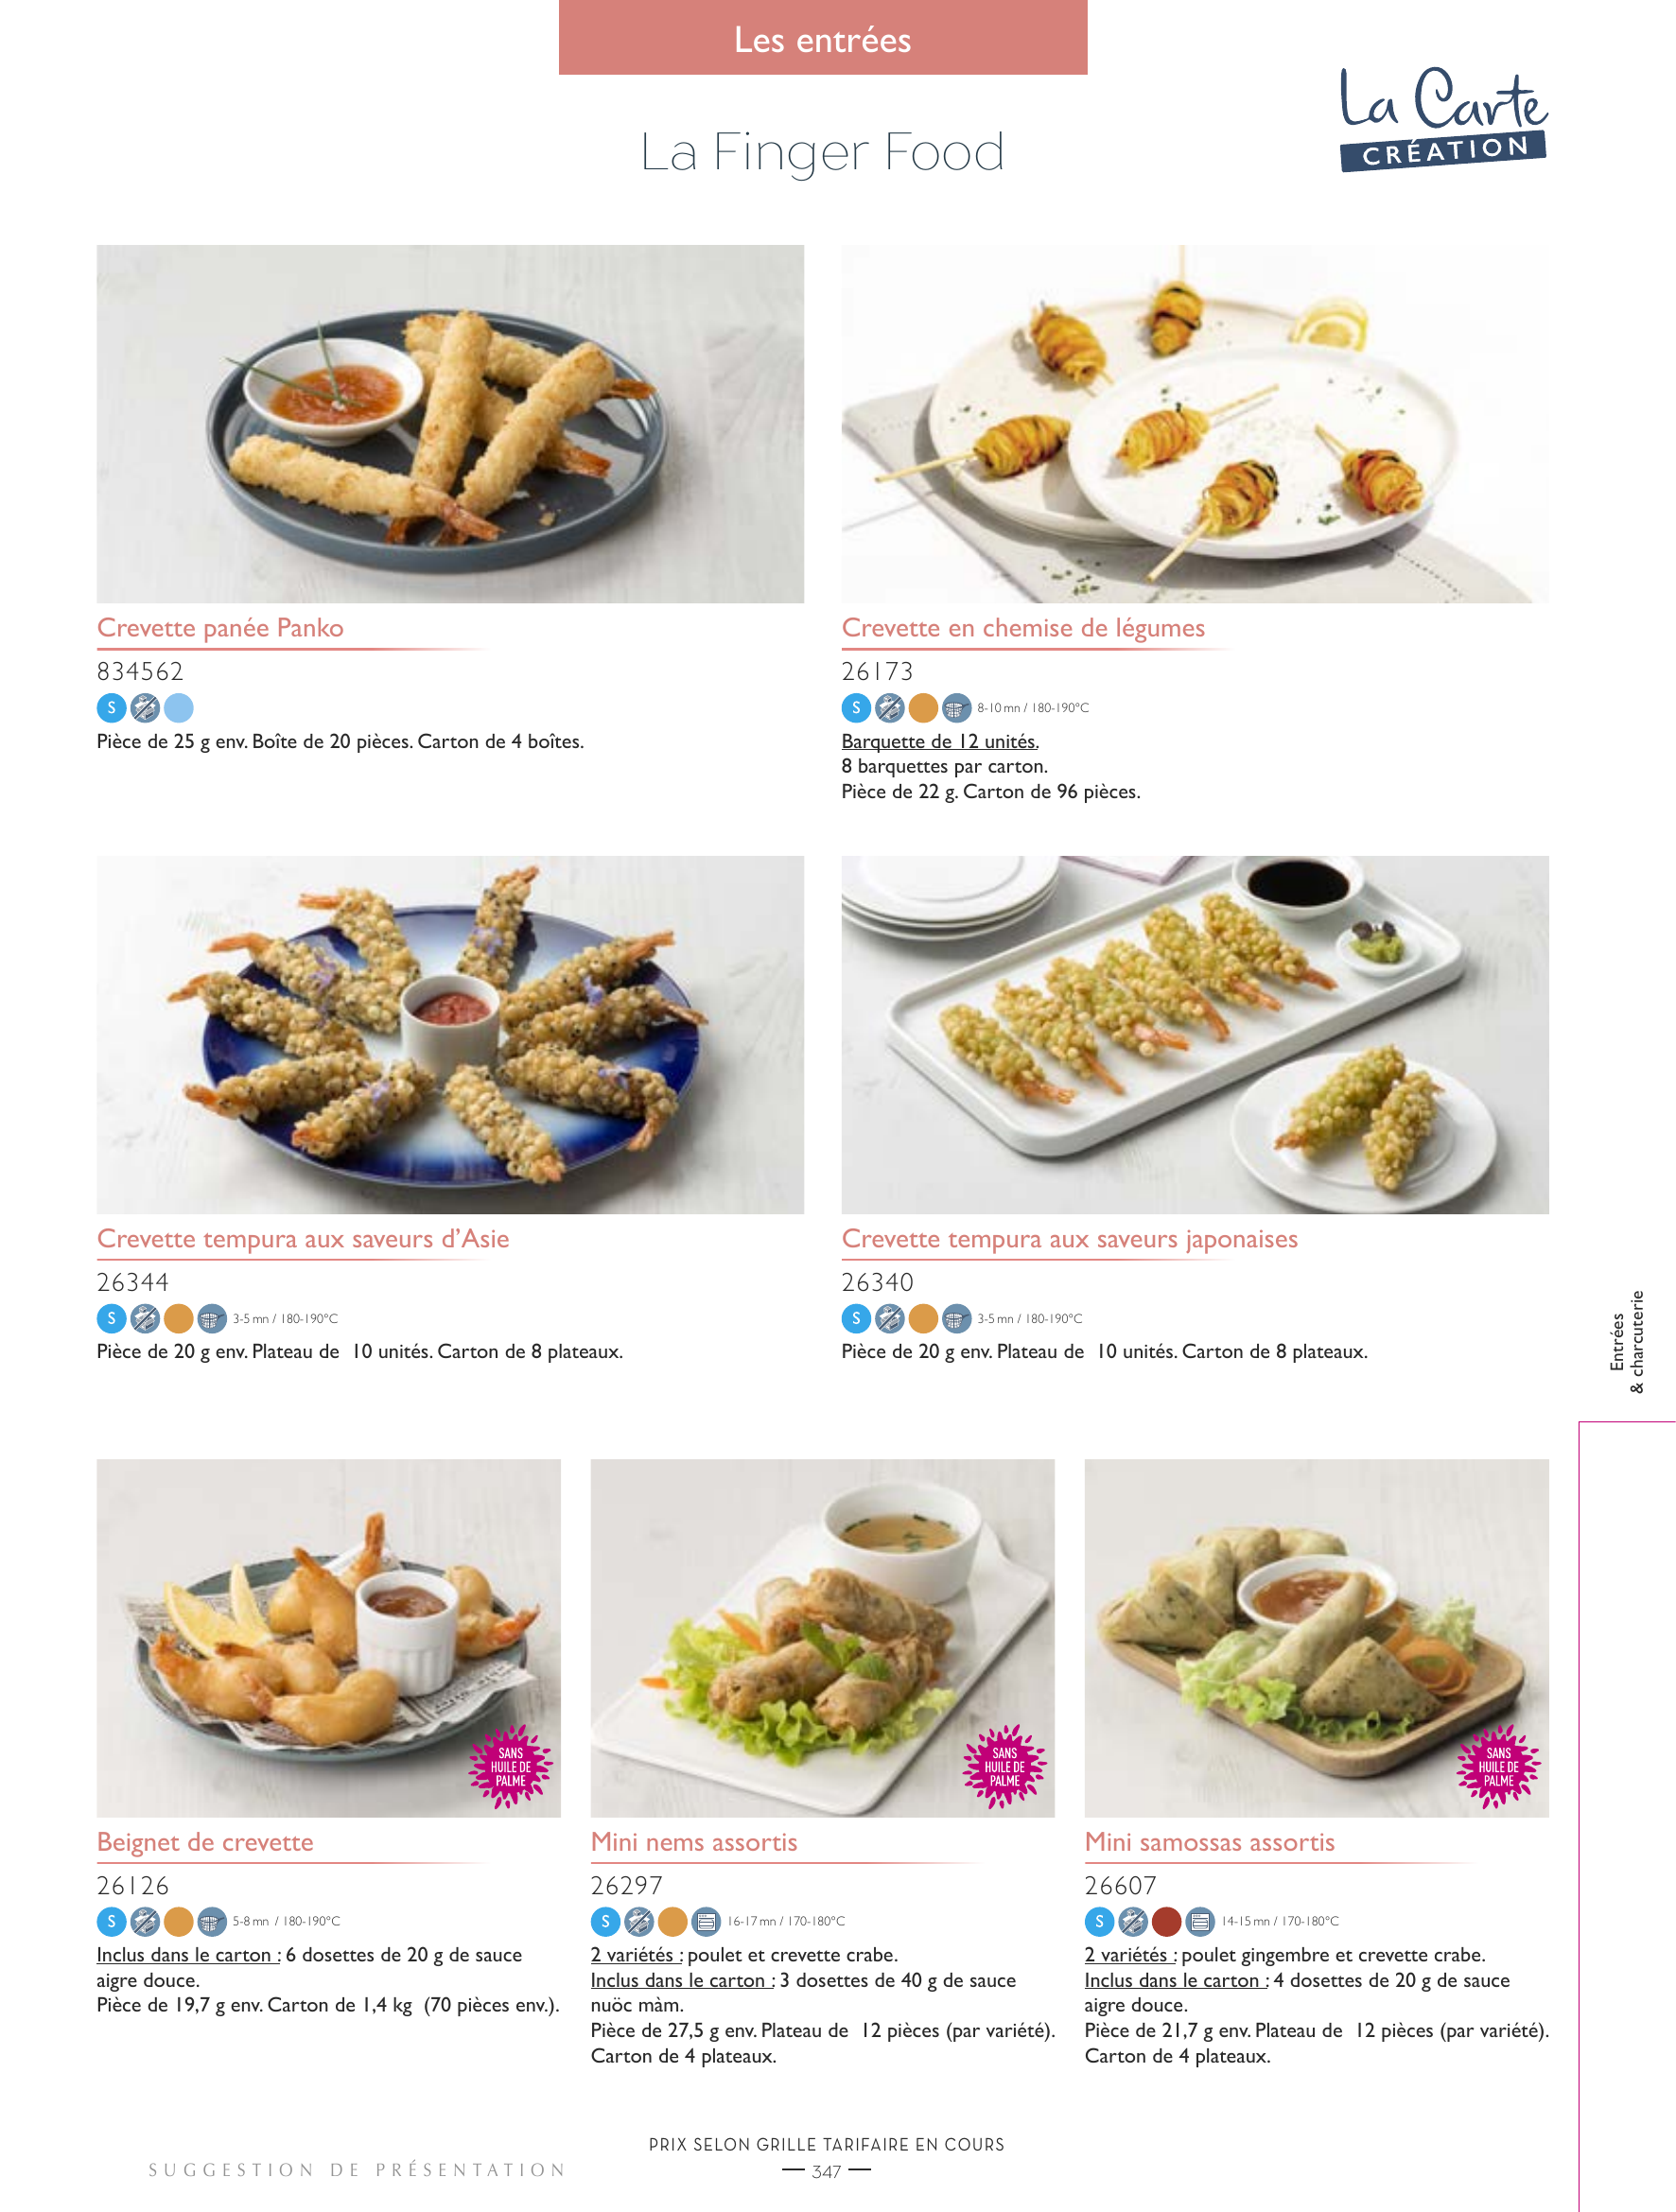 Les entrées
La Carte
CRÉATION
La Finger Food
Crevette panée Panko
834562
S
Pièce de 25 g env. Boîte de 20 pièces. Carton de 4 boîtes.
Crevette en chemise de légumes
26173
S 8-10 mn / 180-190°C
Barquette de 12 unités.
8 barquettes par carton.
Pièce de 22 g. Carton de 96 pièces.
Crevette tempura aux saveurs d'Asie
26344
S 3-5 mn / 180-190°C
Pièce de 20 g env. Plateau de 10 unités. Carton de 8 plateaux.
Crevette tempura aux saveurs japonaises
26340
S 3-5 mn / 180-190°C
Pièce de 20 g env. Plateau de 10 unités. Carton de 8 plateaux.
Entrées
& charcuterie
SANS
HUILE DE
PALME
Beignet de crevette
26126
S 5-8 mn / 180-190°C
Inclus dans le carton : 6 dosettes de 20 g de sauce
aigre douce.
Pièce de 19,7 g env. Carton de 1,4 kg (70 pièces env.).
SANS
HUILE DE
PALME
Mini nems assortis
26297
S 16-17 mn / 170-180°C
2 variétés : poulet et crevette crabe.
Inclus dans le carton : 3 dosettes de 40 g de sauce
nuöc màm.
Pièce de 27,5 g env. Plateau de 12 pièces (par variété).
Carton de 4 plateaux.
SANS
HUILE DE
PALME
Mini samossas assortis
26607
S 14-15 mn / 170-180°C
2 variétés : poulet gingembre et crevette crabe.
Inclus dans le carton : 4 dosettes de 20 g de sauce
aigre douce.
Pièce de 21,7 g env. Plateau de 12 pièces (par variété).
Carton de 4 plateaux.
PRIX SELON GRILLE TARIFAIRE EN COURS
SUGGESTION DE PRÉSENTATION
— 347 —